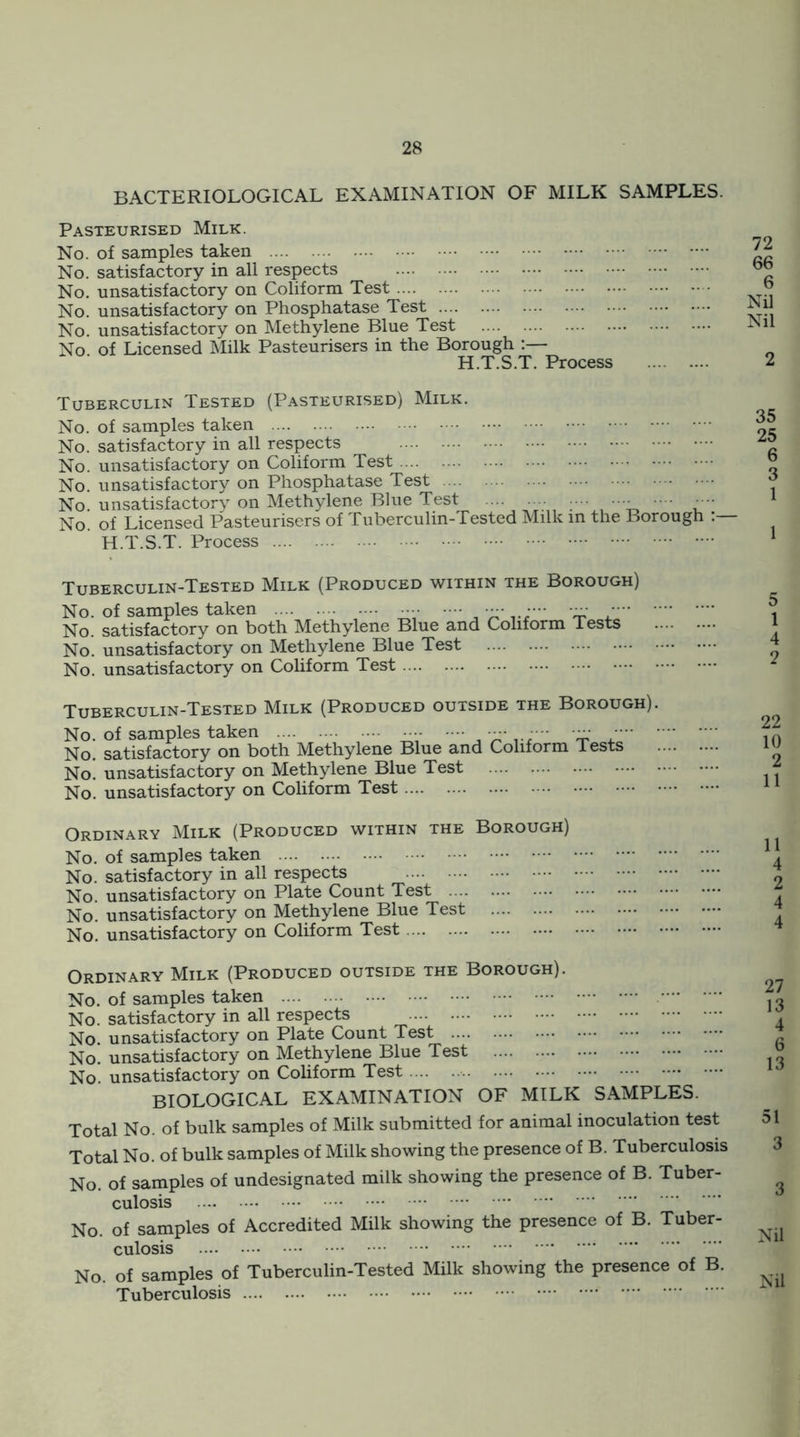 28
BACTERIOLOGICAL EXAMINATION OF MILK SAMPLES.
PASTEURISED MILK.
No. of samples taken .... 72
No. satisfactory in all respects .... 66
No. unsatisfactory on Coliform Test .... 6
No. unsatisfactory on Phosphatase Test .... Nil
No. unsatisfactory on Methylene Blue Test .... Nil
No. of Licensed Milk Pasteurisers in the Borough :—
H.T.S.T. Process .... 2
TUBERCULIN TESTED (PASTEURISED) MILK.
No. of samples taken .... 35
No. satisfactory in all respects .... 25
No. unsatisfactory on Coliform Test .... 6
No. unsatisfactory on Phosphatase Test .... 3
No. unsatisfactory on Methylene Blue Test .... 1
No. of Licensed Pasteurisers of Tuberculin-Tested Milk in the Borough :—
H.T.S.T. Process .... 1
TUBERCULIN-TESTED MILK (PRODUCED WITHIN THE BOROUGH)
No. of samples taken .... 5
No. satisfactory on both Methylene Blue and Coliform Tests .... 1
No. unsatisfactory on Methylene Blue Test .... 4
No. unsatisfactory on Coliform Test .... 2
TUBERCULIN-TESTED MILK (PRODUCED OUTSIDE THE BOROUGH).
No. of samples taken .... 22
No. satisfactory on both Methylene Blue and Coliform Tests .... 10
No. unsatisfactory on Methylene Blue Test .... 2
No. unsatisfactory on Coliform Test .... 11
ORDINARY MILK (PRODUCED WITHIN THE BOROUGH)
No. of samples taken .... 11
No. satisfactory in all respects .... 4
No. unsatisfactory on Plate Count Test .... 2
No. unsatisfactory on Methylene Blue Test .... 4
No. unsatisfactory on Coliform Test .... 4
ORDINARY MILK (PRODUCED OUTSIDE THE BOROUGH).
No. of samples taken .... 27
No. satisfactory in all respects .... 13
No. unsatisfactory on Plate Count Test .... 4
No. unsatisfactory on Methylene Blue Test .... 6
No. unsatisfactory on Coliform Test .... 13
BIOLOGICAL EXAMINATION OF MILK SAMPLES.
Total No. of bulk samples of Milk submitted for animal inoculation test 51
Total No. of bulk samples of Milk showing the presence of B. Tuberculosis 3
No. of samples of undesignated milk showing the presence of B. Tuber-
culosis .... 3
No. of samples of Accredited Milk showing the presence of B. Tuber-
culosis .... Nil
No. of samples of Tuberculin-Tested Milk showing the presence of B.
Tuberculosis .... Nil